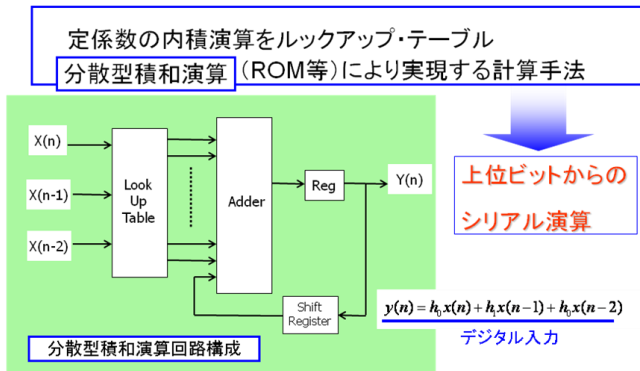 定係数の内積演算をルックアップ・テーブル
分散型積和演算(ROM等)により実現する計算手法
X(n)
X(n-1)
X(n-2)
Look
Up
Table
Adder
Reg
Y(n)
Shift
Register
分散型積和演算回路構成
上位ビットからの
シリアル演算
y(n) = h₀x(n) + h₁x(n−1) + h₀x(n−2)
デジタル入力